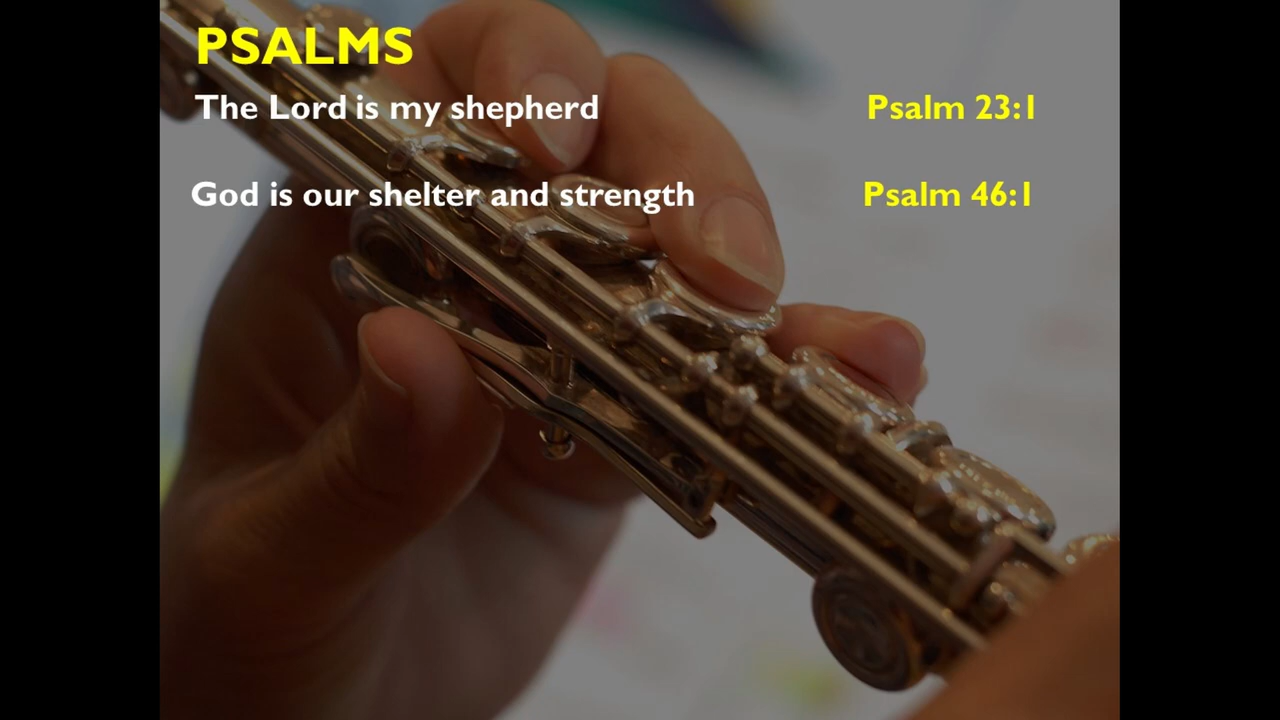 PSALMS
The Lord is my shepherd Psalm 23:1
God is our shelter and strength Psalm 46:1